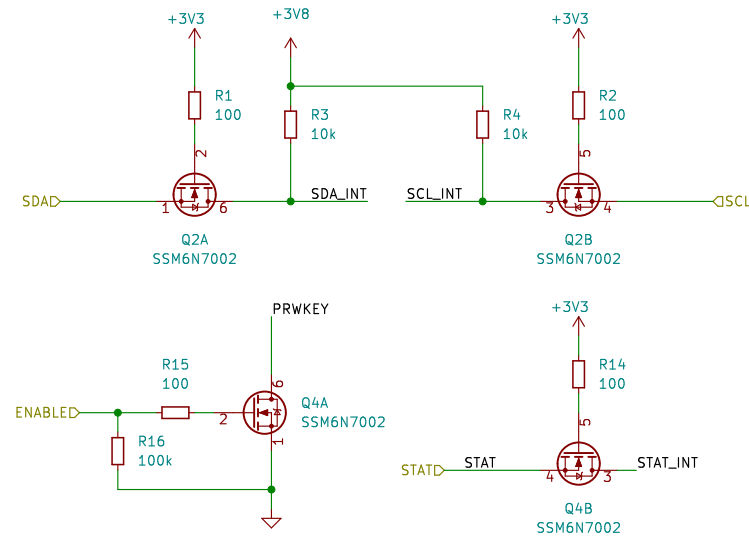 +3V3
+3V8
+3V3
R1
100
R3
10k
R4
10k
R2
100
2
5
SDA
1
6
SDA_INT
SCL_INT
3
4
SCL
Q2A
SSM6N7002
Q2B
SSM6N7002
PRWKEY
+3V3
R15
100
R14
100
6
Q4A
SSM6N7002
ENABLE
2
1
5
R16
100k
STAT
STAT
4
3
STAT_INT
Q4B
SSM6N7002